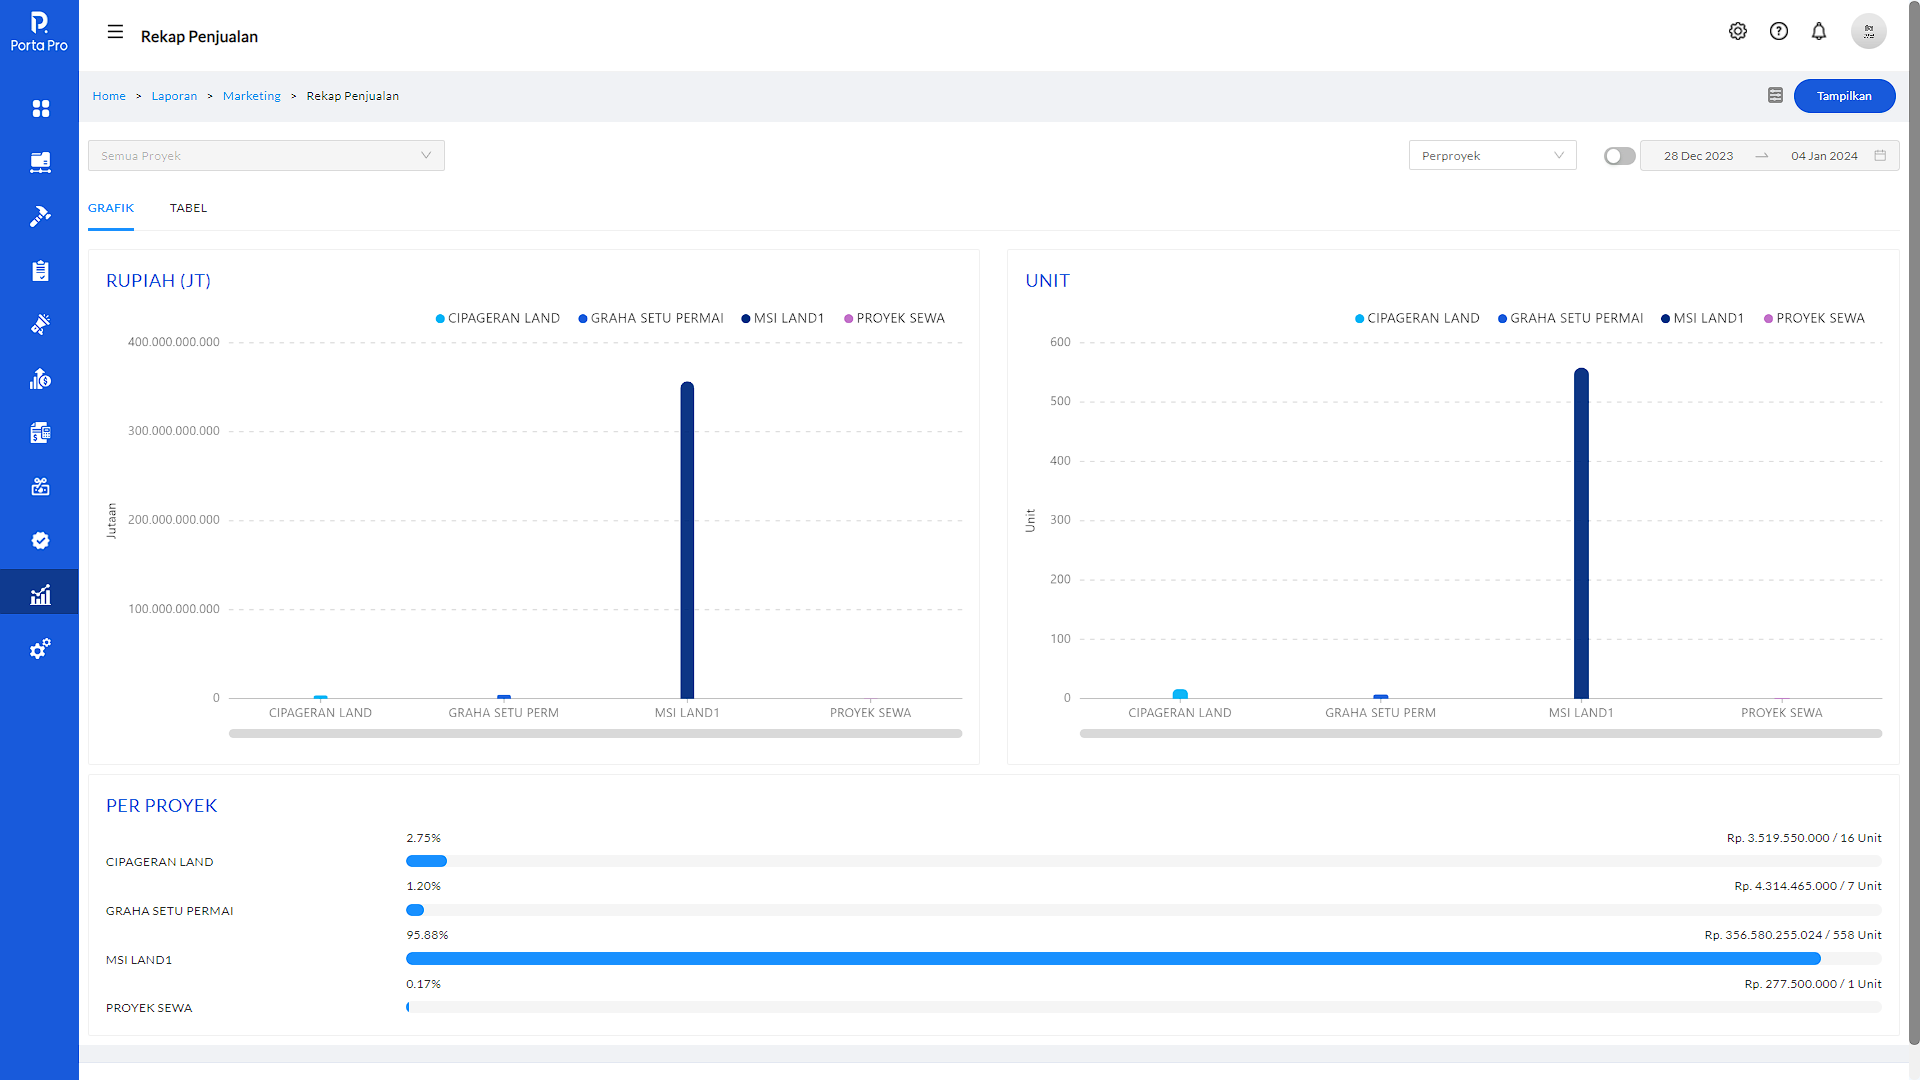 Porta Pro
Rekap Penjualan
Home > Laporan > Marketing > Rekap Penjualan
Tampilkan
Semua Proyek
Perproyek
28 Dec 2023
04 Jan 2024
GRAFIK
TABEL
RUPIAH (JT)
CIPAGERAN LAND GRAHA SETU PERMAI MSI LAND1 PROYEK SEWA
400.000.000.000
300.000.000.000
200.000.000.000
100.000.000.000
0
Jutaan
CIPAGERAN LAND GRAHA SETU PERM MSI LAND1 PROYEK SEWA
UNIT
CIPAGERAN LAND GRAHA SETU PERMAI MSI LAND1 PROYEK SEWA
600
500
400
300
200
100
0
Unit
CIPAGERAN LAND GRAHA SETU PERM MSI LAND1 PROYEK SEWA
PER PROYEK
2.75% Rp. 3.519.550.000 / 16 Unit
CIPAGERAN LAND
1.20% Rp. 4.314.465.000 / 7 Unit
GRAHA SETU PERMAI
95.88% Rp. 356.580.255.024 / 558 Unit
MSI LAND1
0.17% Rp. 277.500.000 / 1 Unit
PROYEK SEWA